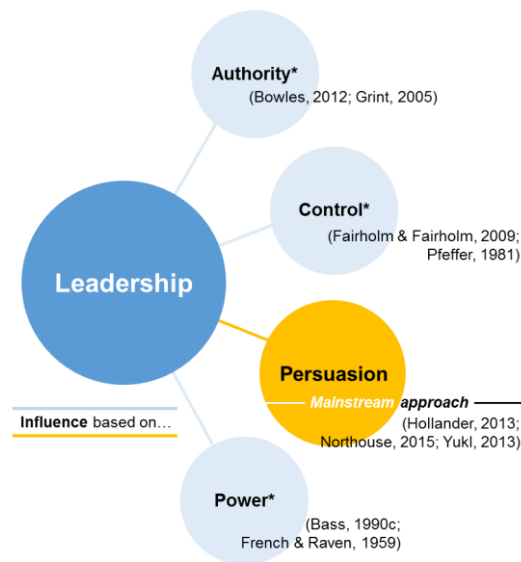 Authority*
(Bowles, 2012; Grint, 2005)
Control*
(Fairholm & Fairholm, 2009;
Pfeffer, 1981)
Leadership
Persuasion
Mainstream approach
(Hollander, 2013;
Northouse, 2015; Yukl, 2013)
Influence based on…
Power*
(Bass, 1990c;
French & Raven, 1959)